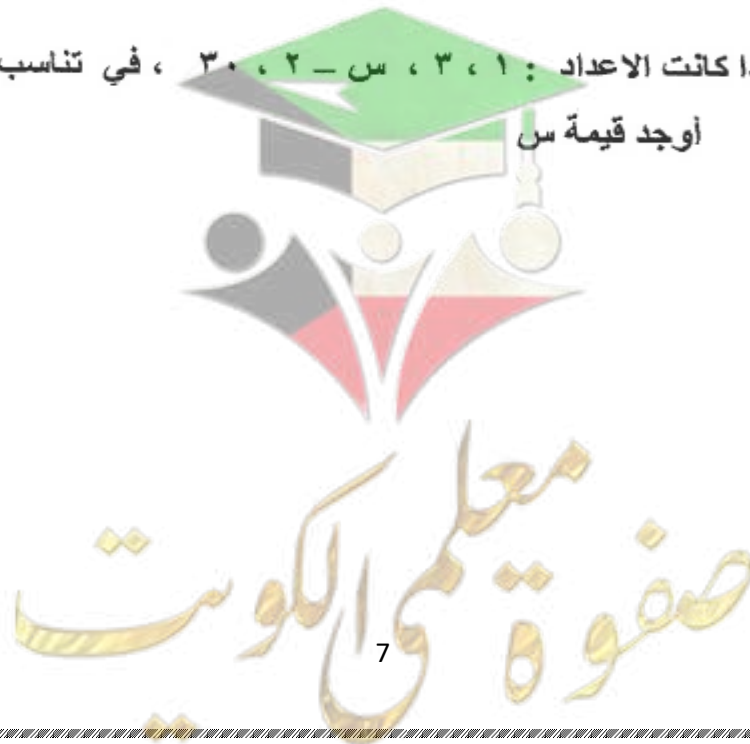 كانت الاعداد : ١ ، ٣ ، س – ٢ ، ٣٠ ، في تناسب
أوجد قيمة س
صفوة معلمي الكويت
7